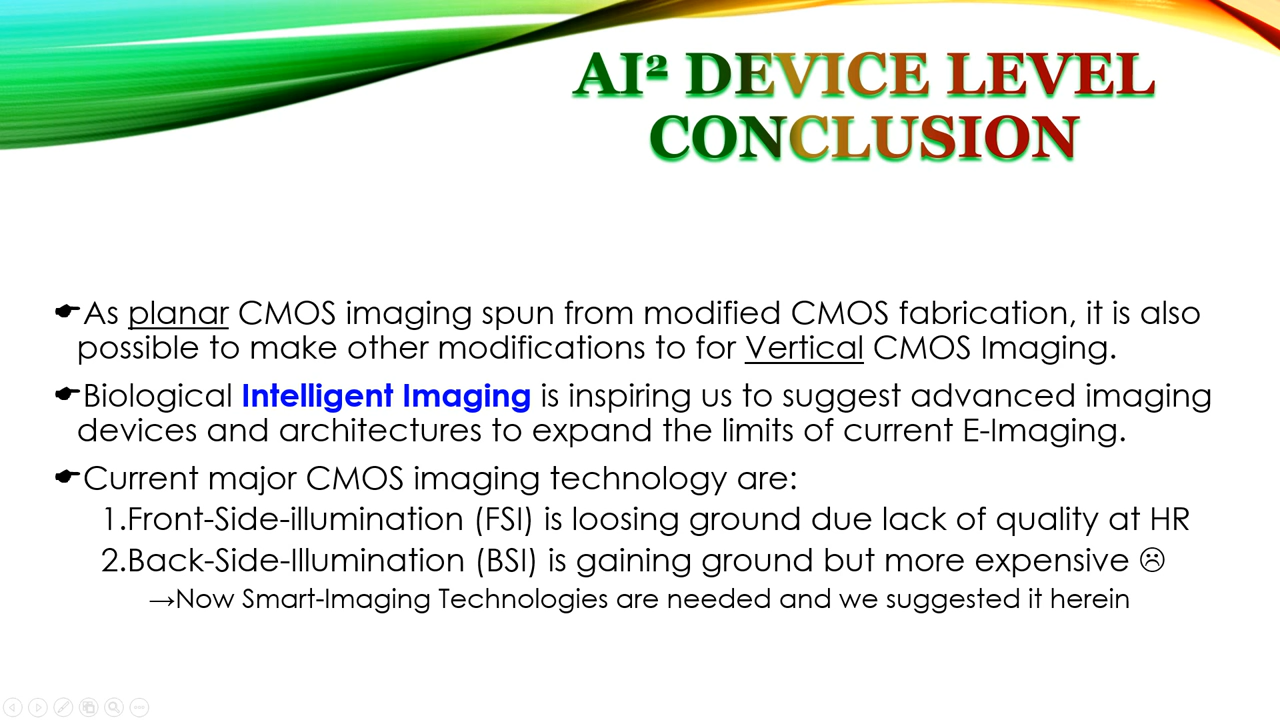 AI² DEVICE LEVEL
CONCLUSION
☛As planar CMOS imaging spun from modified CMOS fabrication, it is also
possible to make other modifications to for Vertical CMOS Imaging.
☛Biological Intelligent Imaging is inspiring us to suggest advanced imaging
devices and architectures to expand the limits of current E-Imaging.
☛Current major CMOS imaging technology are:
1.Front-Side-illumination (FSI) is loosing ground due lack of quality at HR
2.Back-Side-Illumination (BSI) is gaining ground but more expensive ☹
→Now Smart-Imaging Technologies are needed and we suggested it herein